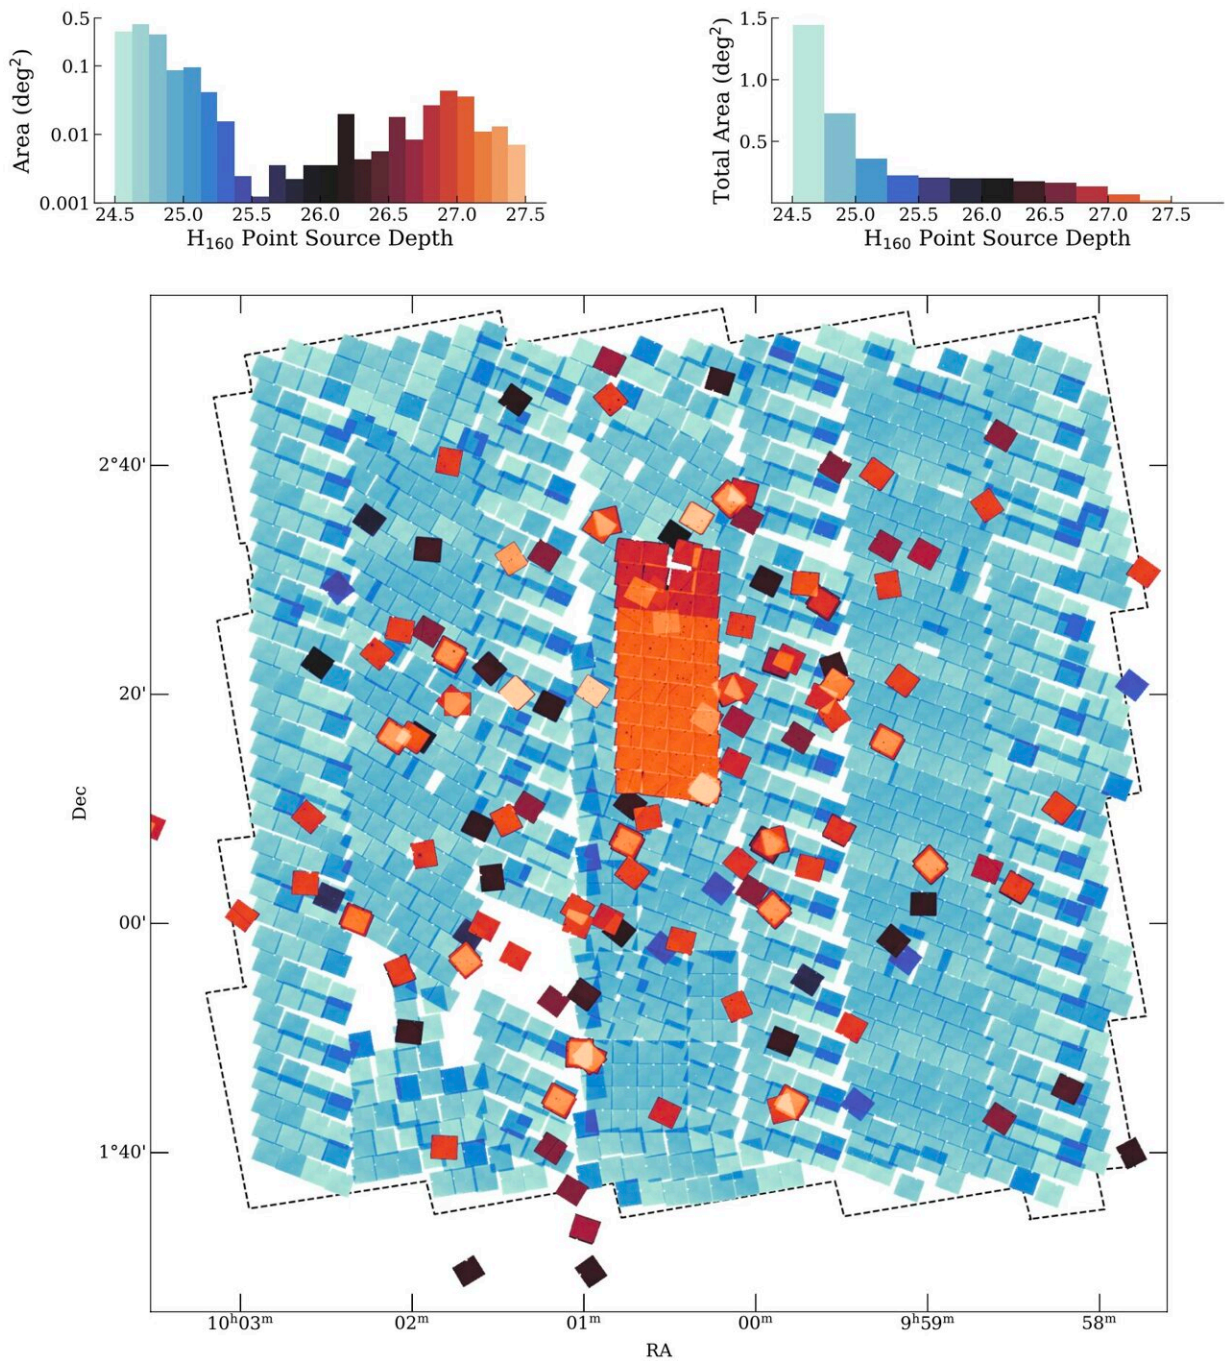 0.5
0.1
0.01
0.001
Area (deg²)
24.5 25.0 25.5 26.0 26.5 27.0 27.5
H₁₆₀ Point Source Depth
1.5
1.0
0.5
Total Area (deg²)
24.5 25.0 25.5 26.0 26.5 27.0 27.5
H₁₆₀ Point Source Depth
2°40'
20'
00'
1°40'
Dec
10ʰ03ᵐ 02ᵐ 01ᵐ 00ᵐ 9ʰ59ᵐ 58ᵐ
RA